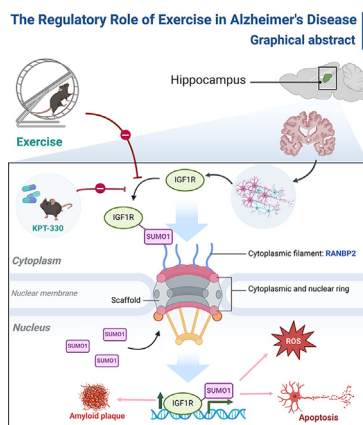 The Regulatory Role of Exercise in Alzheimer's Disease
Graphical abstract
Hippocampus
Exercise
IGF1R
KPT-330
IGF1R
SUMO1
Cytoplasm
Cytoplasmic filament: RANBP2
Nuclear membrane
Cytoplasmic and nuclear ring
Scaffold
Nucleus
SUMO1
SUMO1
SUMO1
ROS
SUMO1
IGF1R
Amyloid plaque
Apoptosis